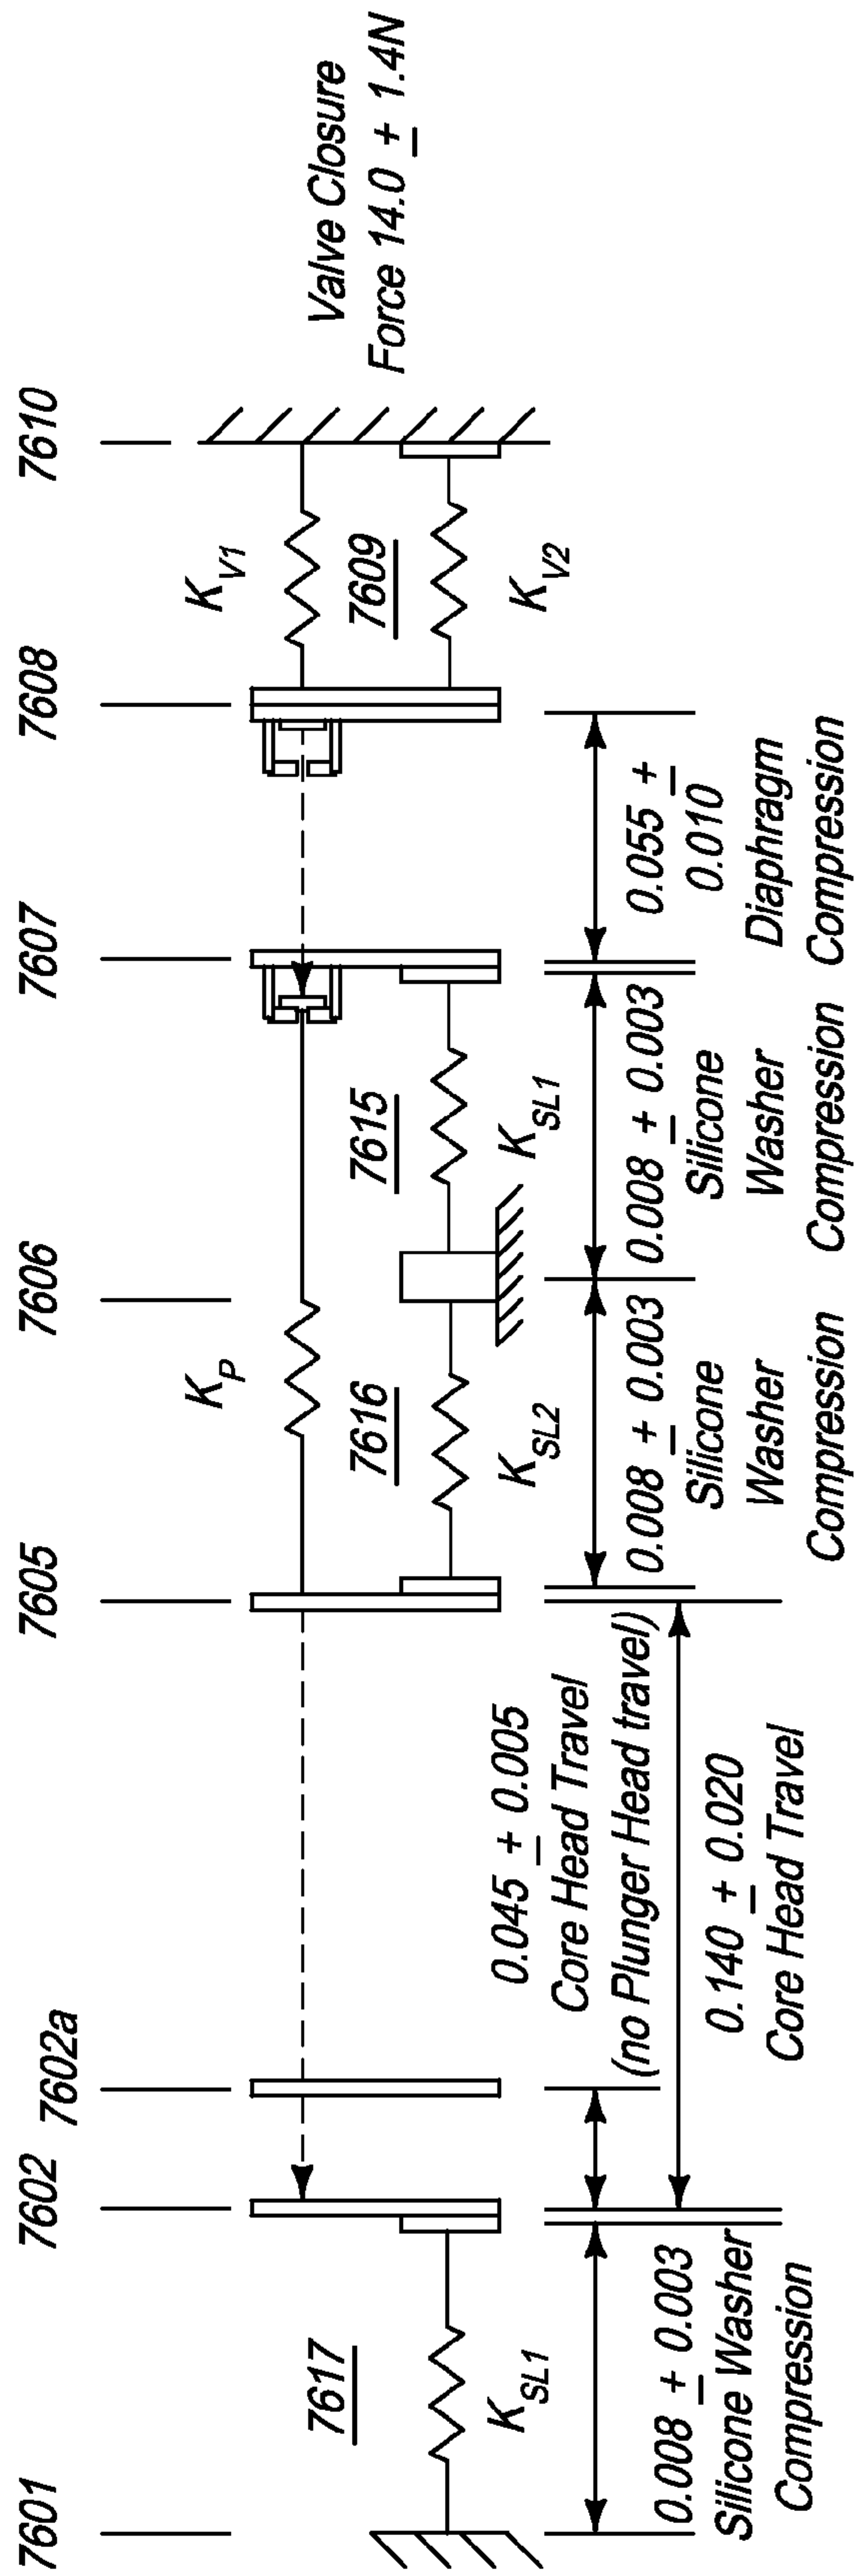 7601
7602
7602a
7605
7606
7607
7608
7610
K_P
K_V1
7617
7616
7615
7609
Valve Closure
Force 14.0 ± 1.4N
K_SL1
K_SL2
K_SL1
K_V2
0.045 ± 0.005
Core Head Travel
(no Plunger Head travel)
0.140 ± 0.020
Core Head Travel
0.008 ± 0.003
Silicone Washer
Compression
0.008 ± 0.003
Silicone
Washer
Compression
0.008 ± 0.003
Silicone
Washer
Compression
0.055 ±
0.010
Diaphragm
Compression